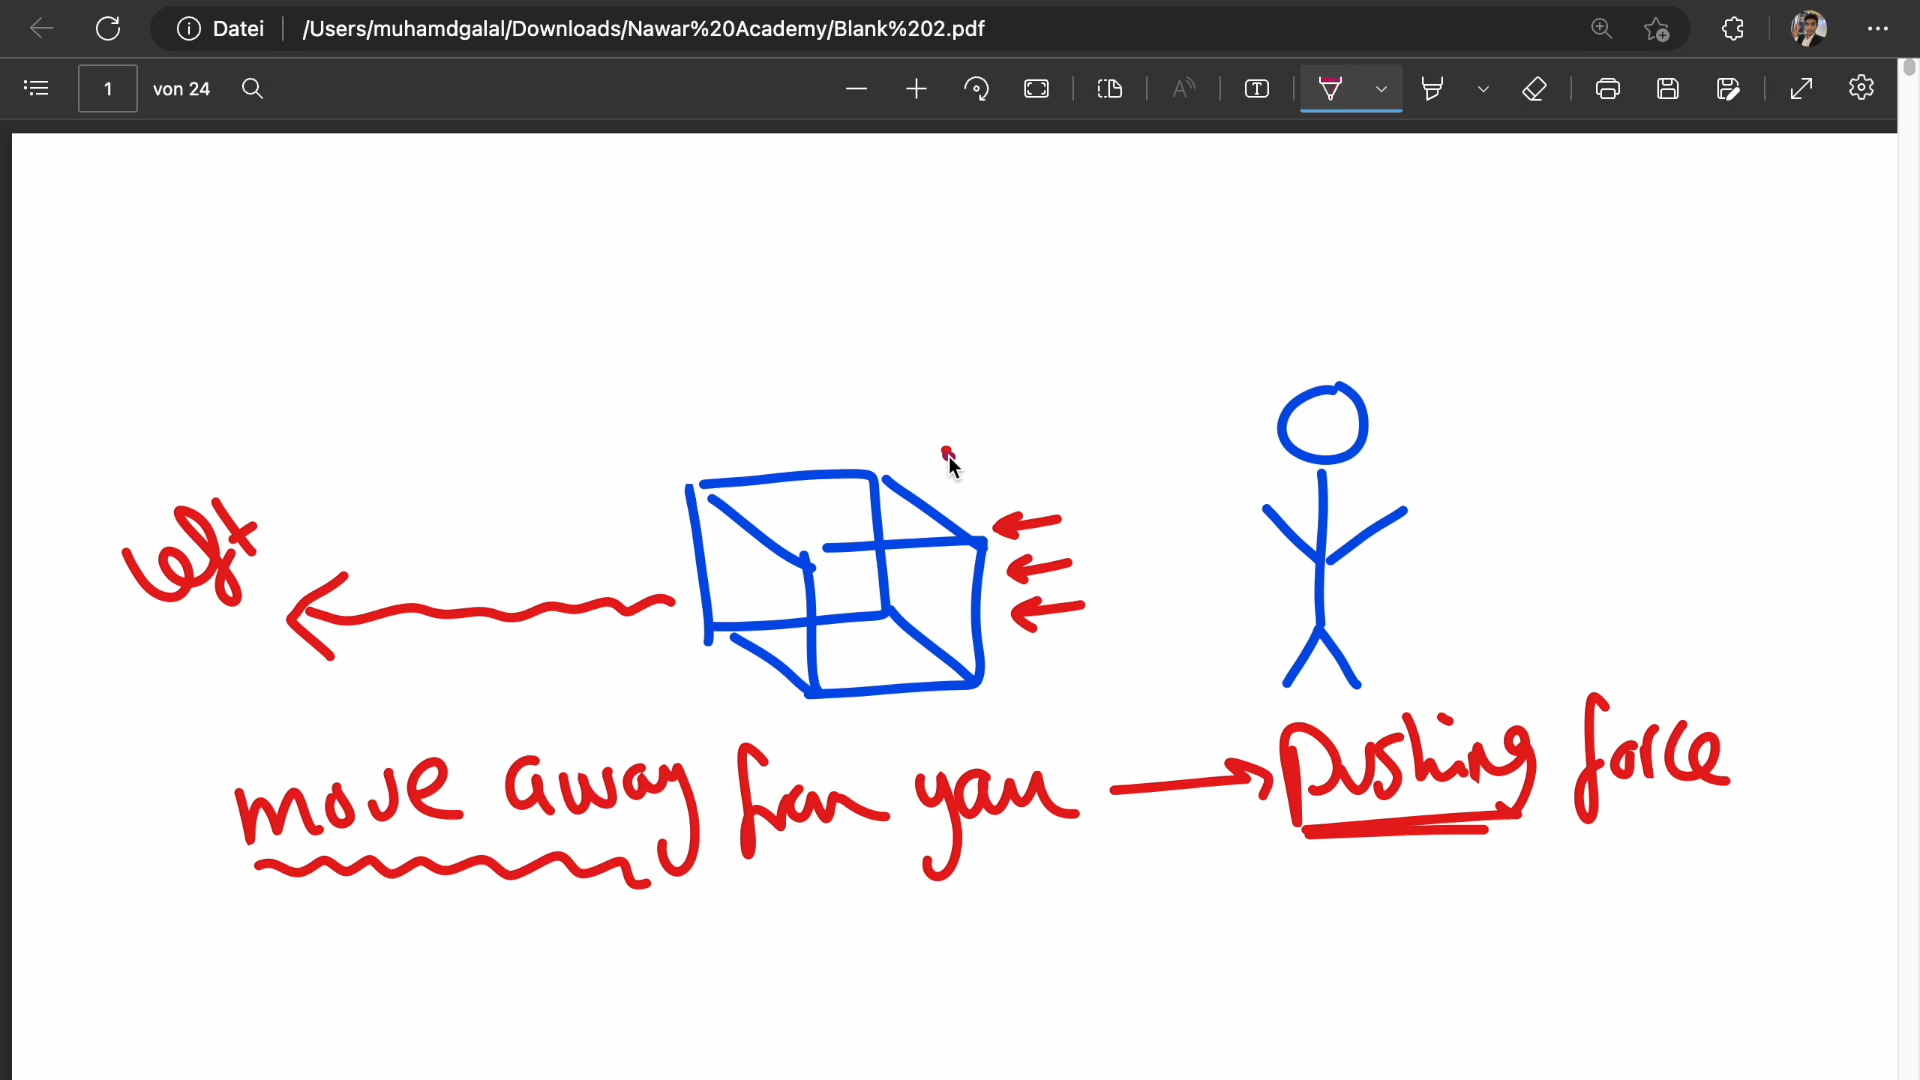 Datei /Users/muhamdgalal/Downloads/Nawar%20Academy/Blank%202.pdf
1 von 24
left
move away from you → pushing force